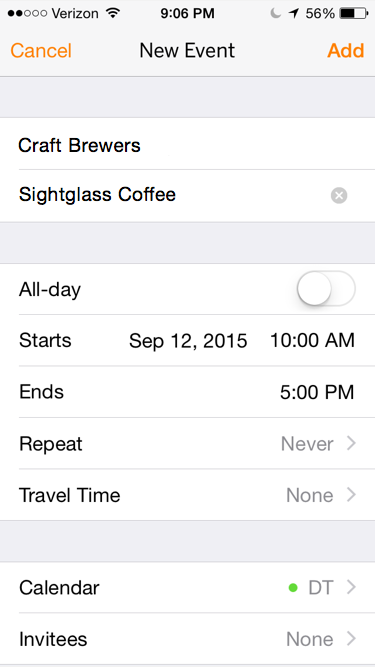 Verizon 9:06 PM 56%
Cancel New Event Add
Craft Brewers
Sightglass Coffee
All-day
Starts Sep 12, 2015 10:00 AM
Ends 5:00 PM
Repeat Never
Travel Time None
Calendar DT
Invitees None